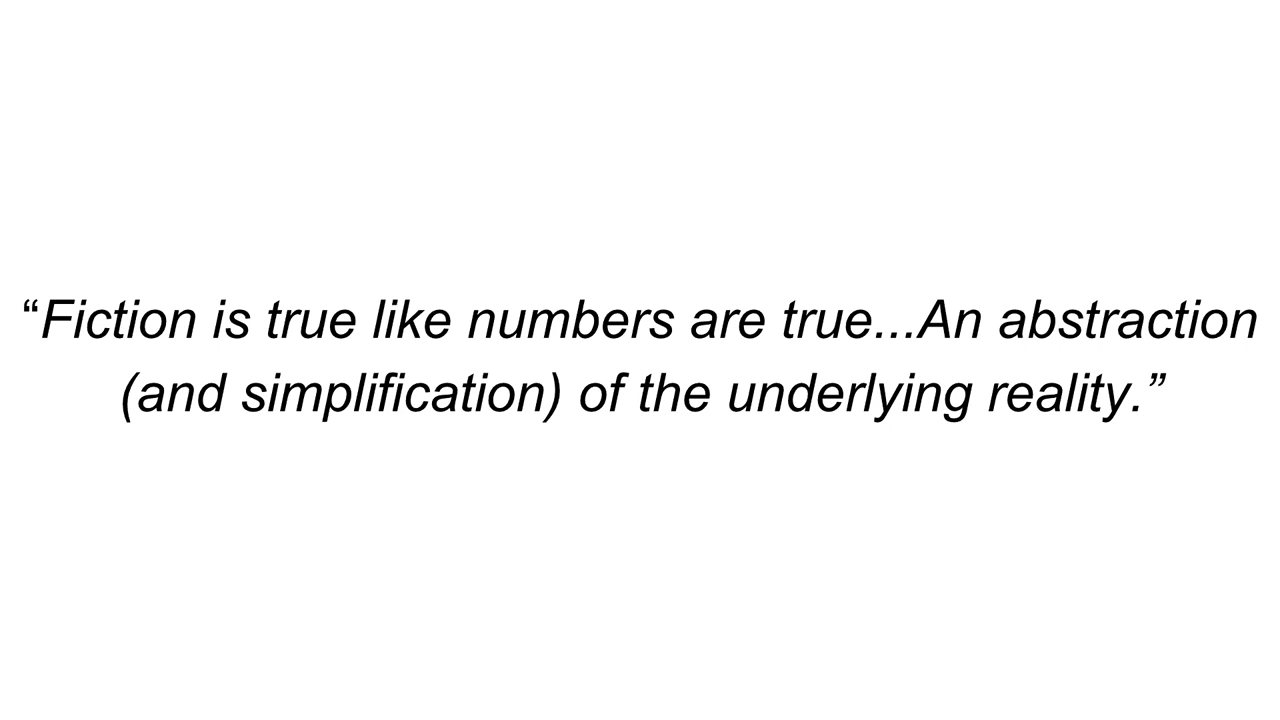 “Fiction is true like numbers are true...An abstraction
(and simplification) of the underlying reality.”